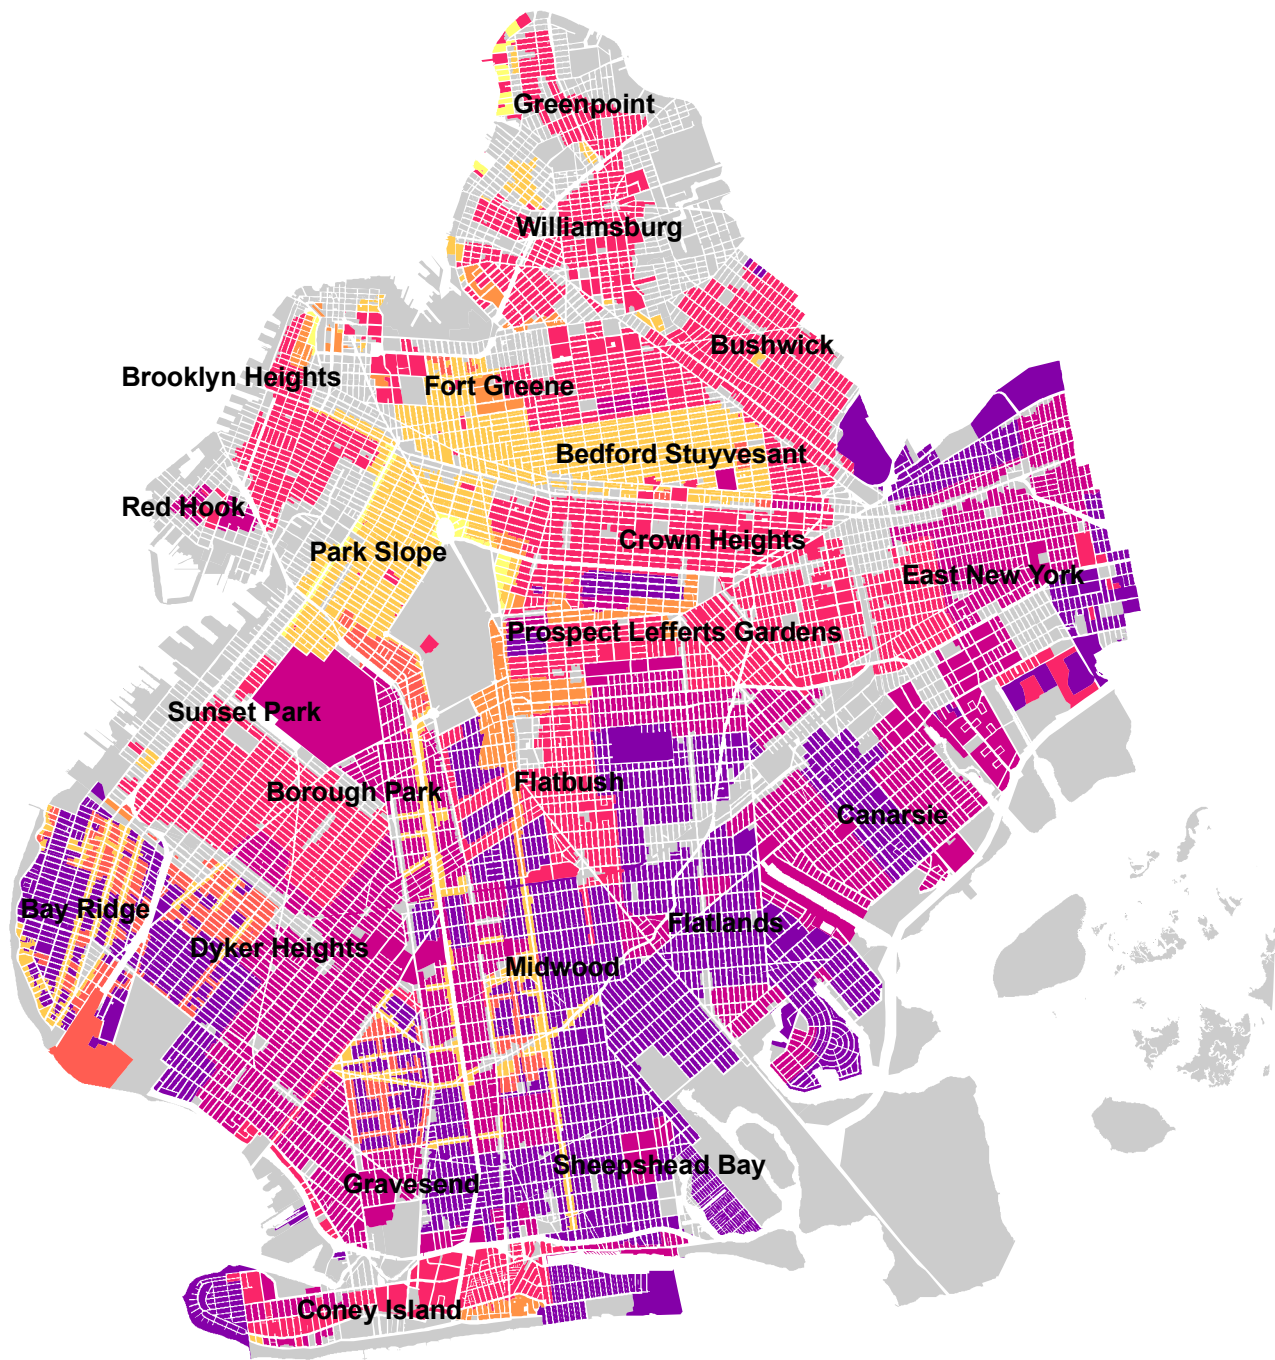 Greenpoint
Williamsburg
Bushwick
Brooklyn Heights
Fort Greene
Bedford Stuyvesant
Red Hook
Crown Heights
Park Slope
East New York
Prospect Lefferts Gardens
Sunset Park
Flatbush
Borough Park
Canarsie
Bay Ridge
Flatlands
Dyker Heights
Midwood
Sheepshead Bay
Gravesend
Coney Island